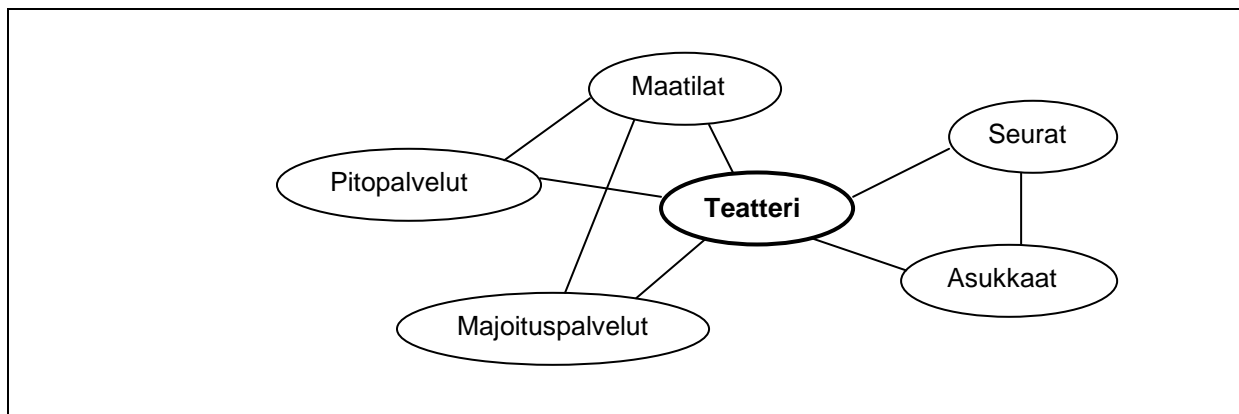 Maatilat
Seurat
Pitopalvelut
Teatteri
Asukkaat
Majoituspalvelut